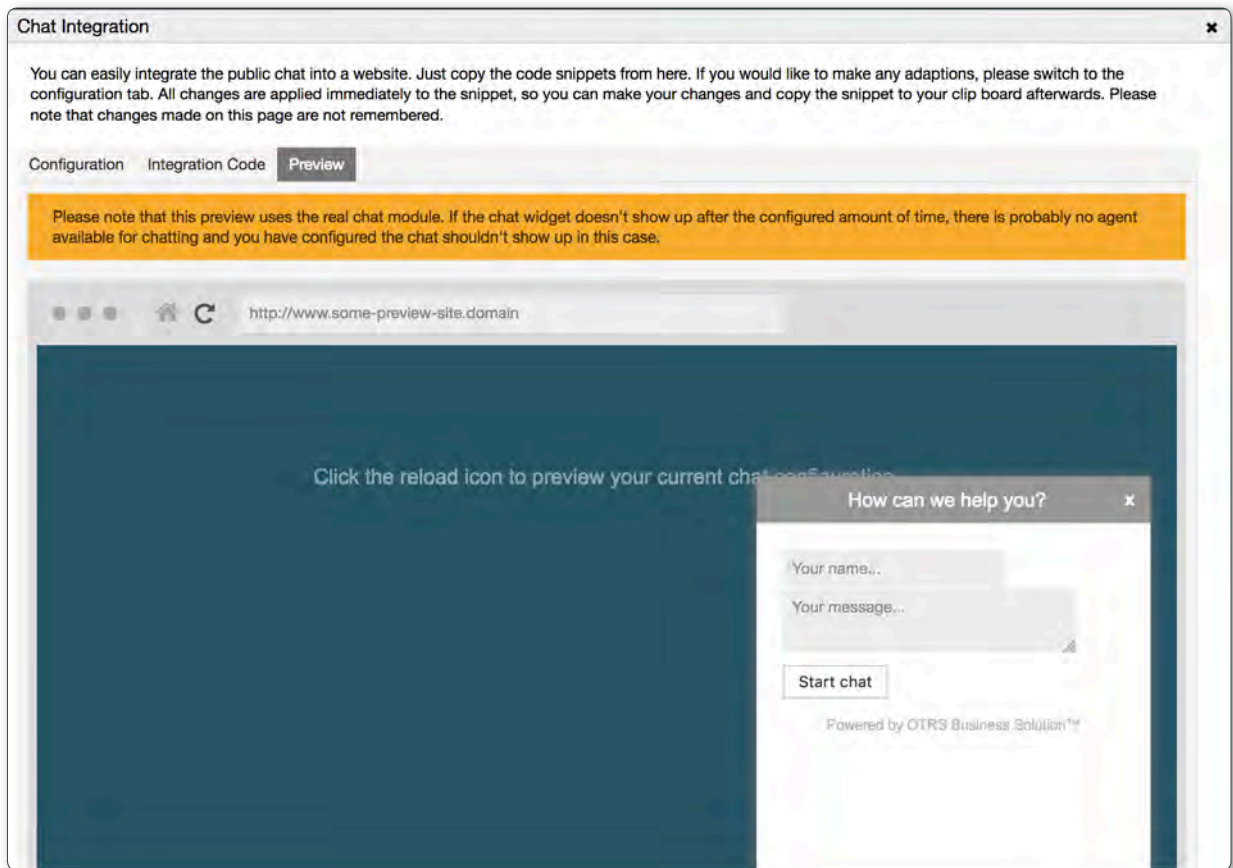 Chat Integration
x
You can easily integrate the public chat into a website. Just copy the code snippets from here. If you would like to make any adaptions, please switch to the
configuration tab. All changes are applied immediately to the snippet, so you can make your changes and copy the snippet to your clip board afterwards. Please
note that changes made on this page are not remembered.
Configuration Integration Code Preview
Please note that this preview uses the real chat module. If the chat widget doesn't show up after the configured amount of time, there is probably no agent
available for chatting and you have configured the chat shouldn't show up in this case.
http://www.some-preview-site.domain
Click the reload icon to preview your current chat configuration
How can we help you? x
Your name...
Your message...
Start chat
Powered by OTRS Business Solution™